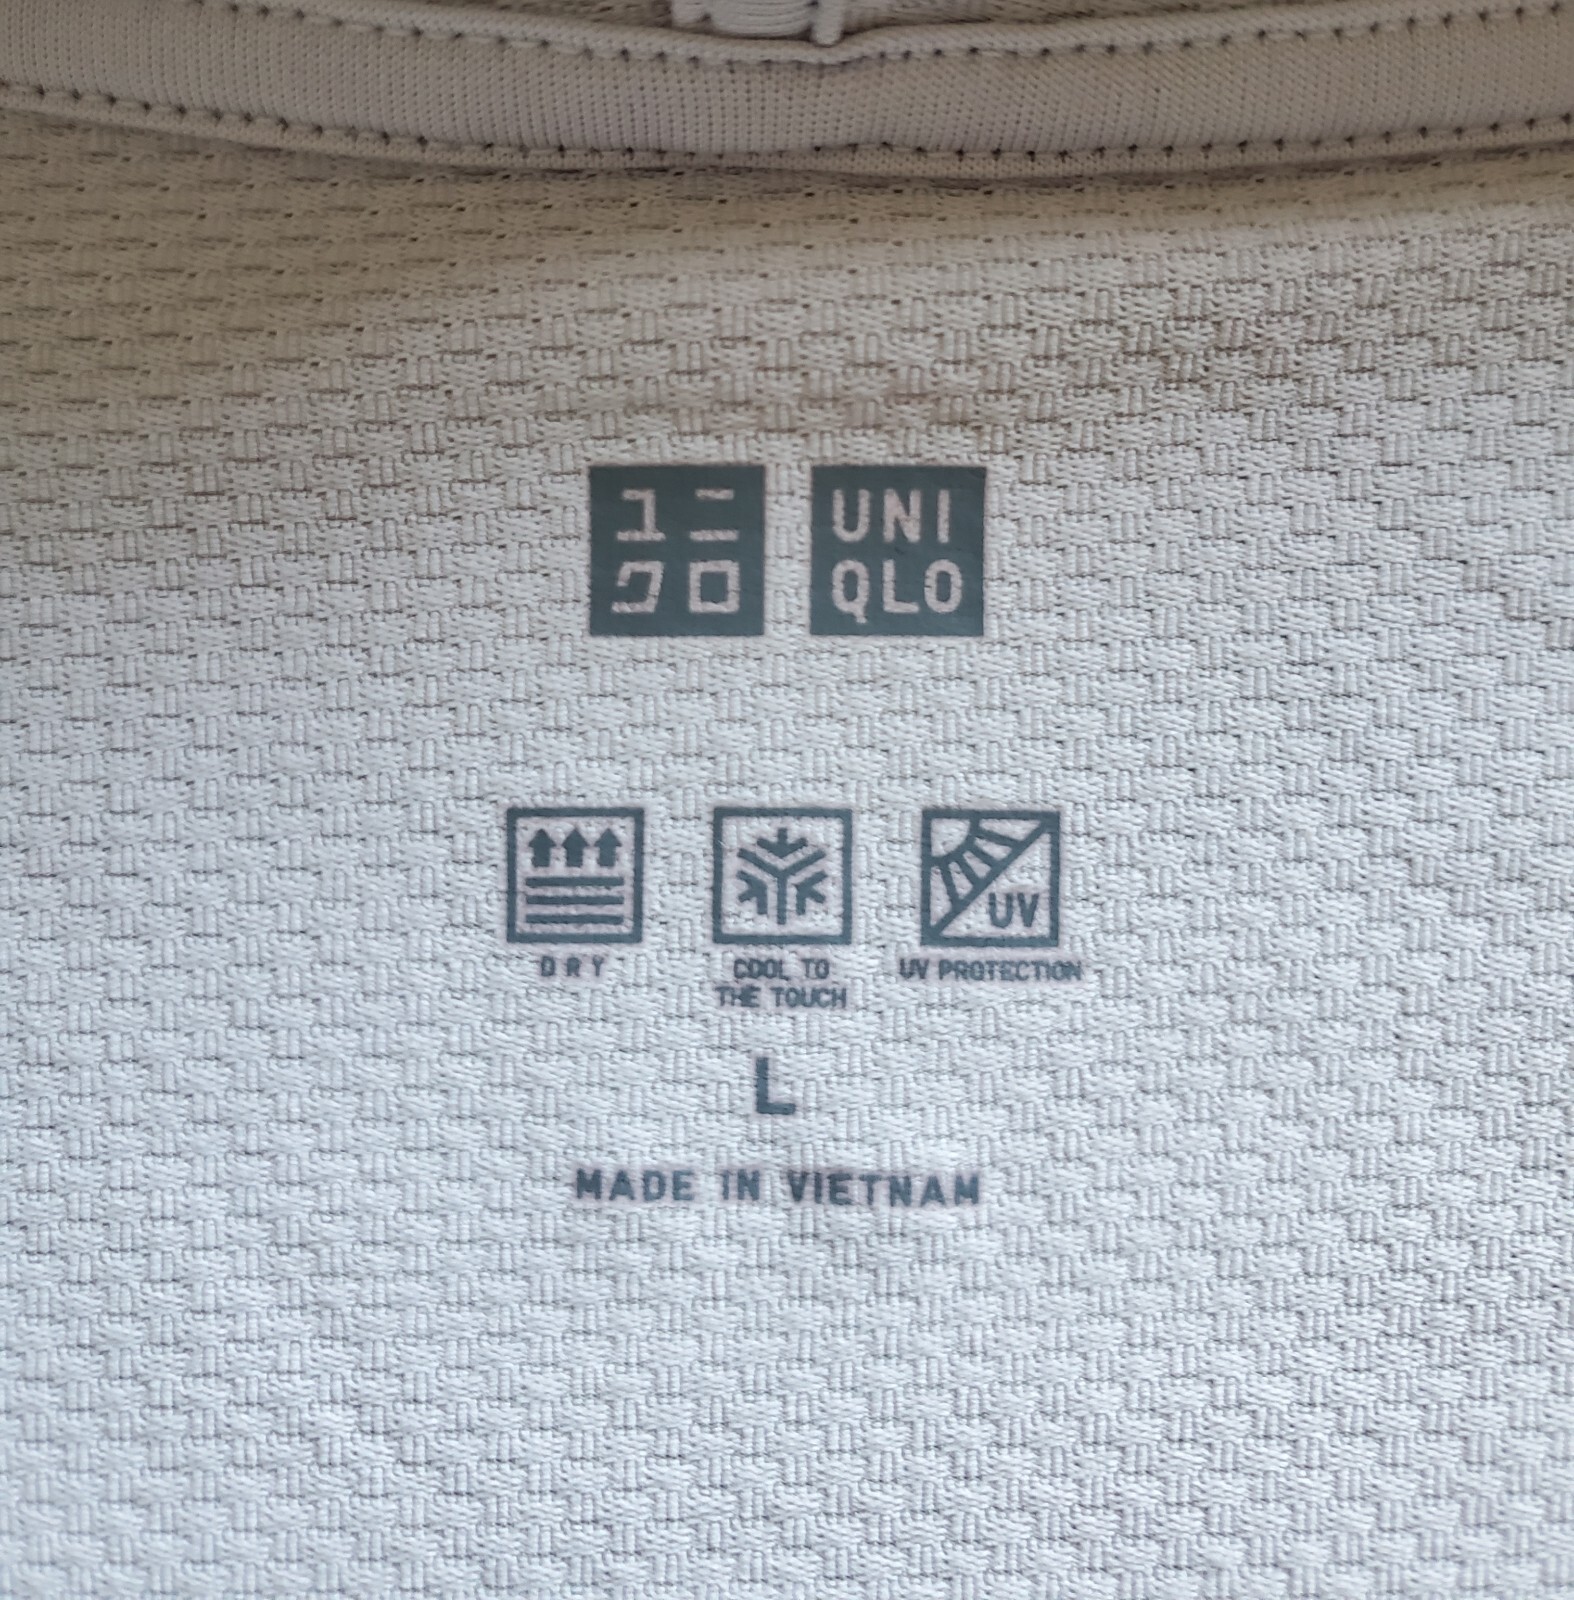 ユニ
クロ
UNI
QLO
UV
DRY
COOL TO
THE TOUCH
UV PROTECTION
L
MADE IN VIETNAM